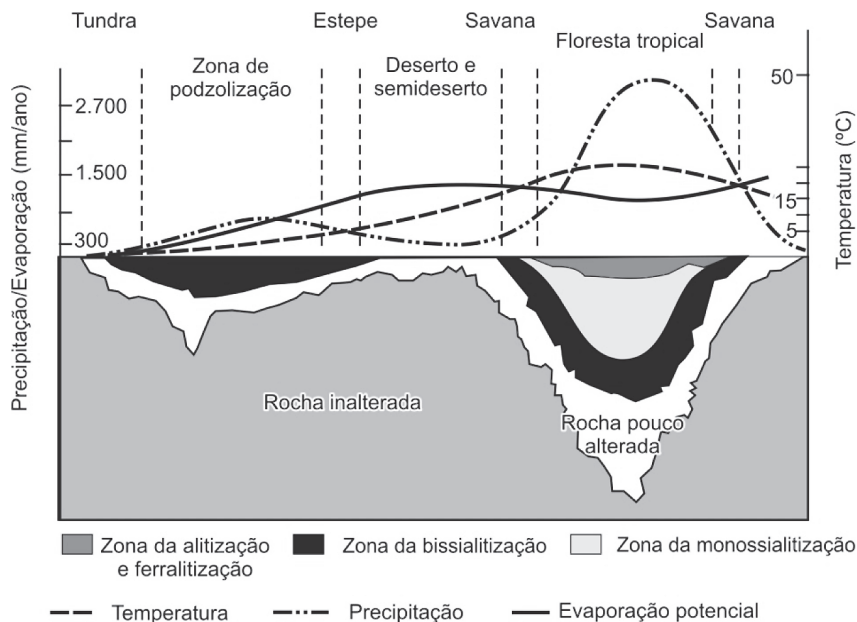 Tundra
Estepe
Savana
Savana
Zona de
podzolização
Deserto e
semideserto
Floresta tropical
Precipitação/Evaporação (mm/ano)
2.700
1.500
300
50
15
5
Temperatura (ºC)
Rocha inalterada
Rocha pouco
alterada
Zona da alitização
e ferralitização
Zona da bissialitização
Zona da monossialitização
Temperatura
Precipitação
Evaporação potencial